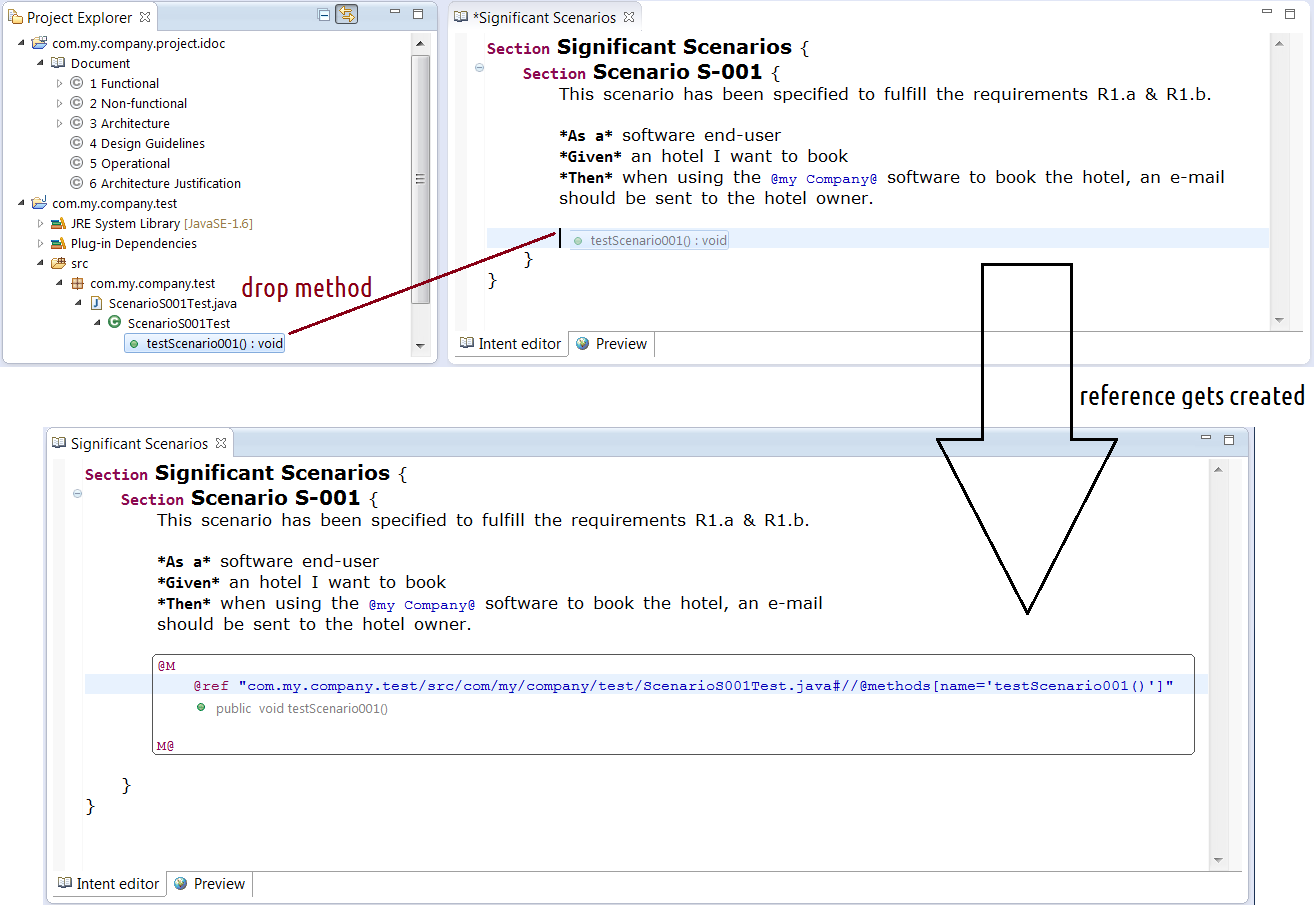 Project Explorer
com.my.company.project.idoc
Document
1 Functional
2 Non-functional
3 Architecture
4 Design Guidelines
5 Operational
6 Architecture Justification
com.my.company.test
JRE System Library [JavaSE-1.6]
Plug-in Dependencies
src
com.my.company.test
ScenarioS001Test.java
ScenarioS001Test
testScenario001() : void
drop method
*Significant Scenarios
Section Significant Scenarios {
Section Scenario S-001 {
This scenario has been specified to fulfill the requirements R1.a & R1.b.
*As a* software end-user
*Given* an hotel I want to book
*Then* when using the @my Company@ software to book the hotel, an e-mail
should be sent to the hotel owner.
testScenario001() : void
}
}
Intent editor Preview
reference gets created
Significant Scenarios
Section Significant Scenarios {
Section Scenario S-001 {
This scenario has been specified to fulfill the requirements R1.a & R1.b.
*As a* software end-user
*Given* an hotel I want to book
*Then* when using the @my Company@ software to book the hotel, an e-mail
should be sent to the hotel owner.
@M
@ref "com.my.company.test/src/com/my/company/test/ScenarioS001Test.java#//@methods[name='testScenario001()']"
public void testScenario001()
M@
}
}
Intent editor Preview